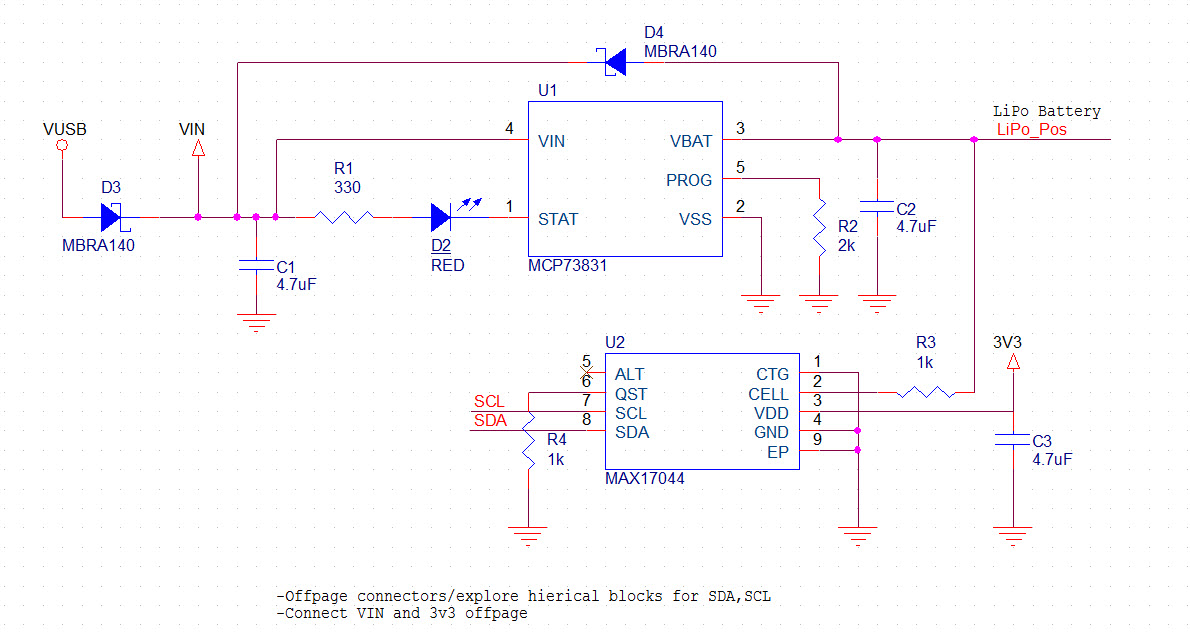 D4
MBRA140
U1
LiPo Battery
LiPo_Pos
VUSB
VIN
4
VIN
VBAT
3
D3
R1
330
PROG
5
MBRA140
1
STAT
VSS
2
D2
RED
R2
2k
C2
4.7uF
C1
4.7uF
MCP73831
U2
R3
1k
3V3
5
ALT
CTG
1
6
QST
CELL
2
SCL
7
SCL
VDD
3
SDA
8
SDA
GND
4
R4
1k
EP
9
C3
4.7uF
MAX17044
-Offpage connectors/explore hierical blocks for SDA,SCL
-Connect VIN and 3v3 offpage